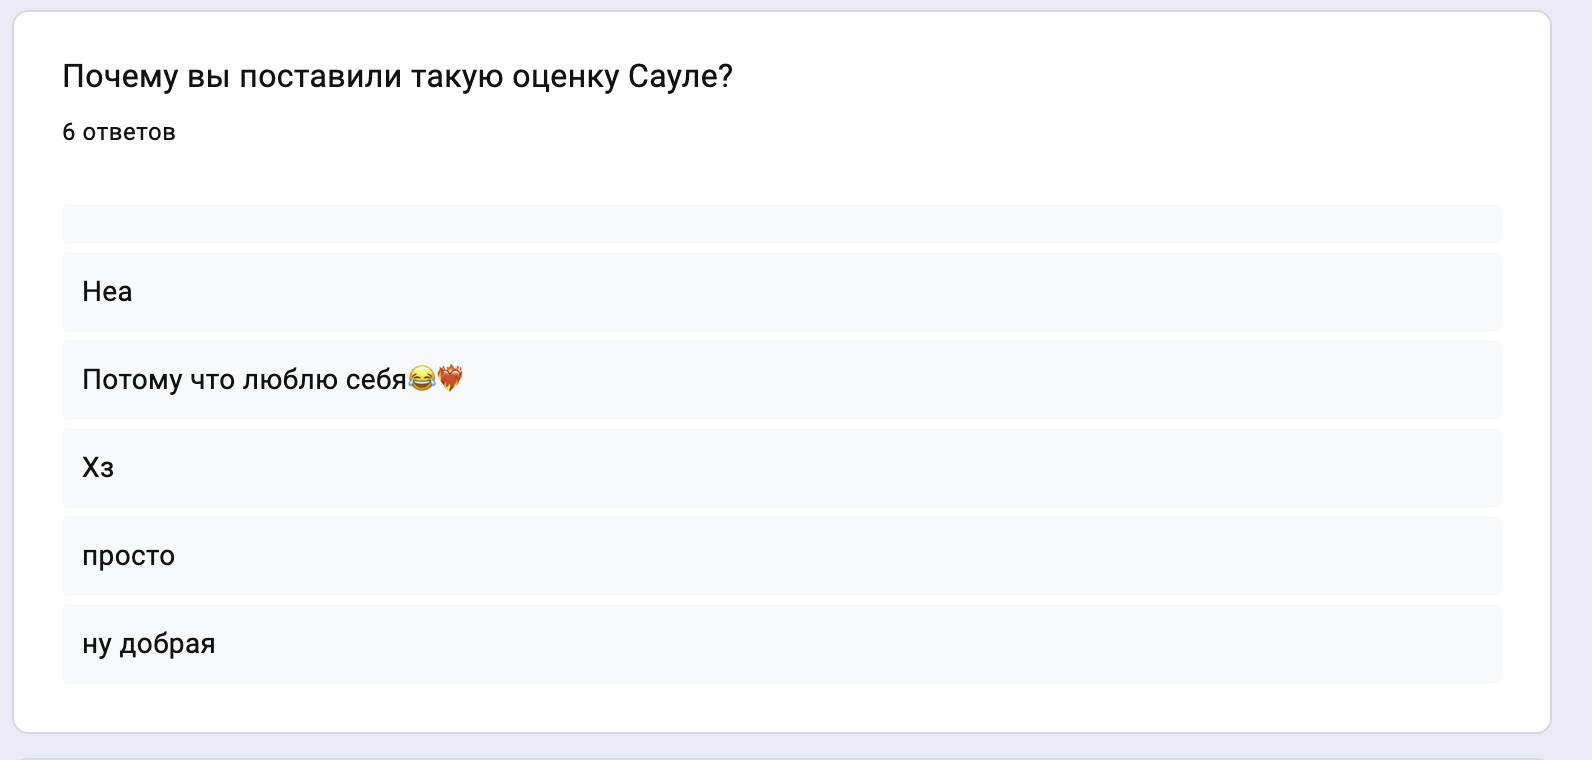 Почему вы поставили такую оценку Сауле?
6 ответов
Неа
Потому что люблю себя😂❤️‍🔥
Хз
просто
ну добрая